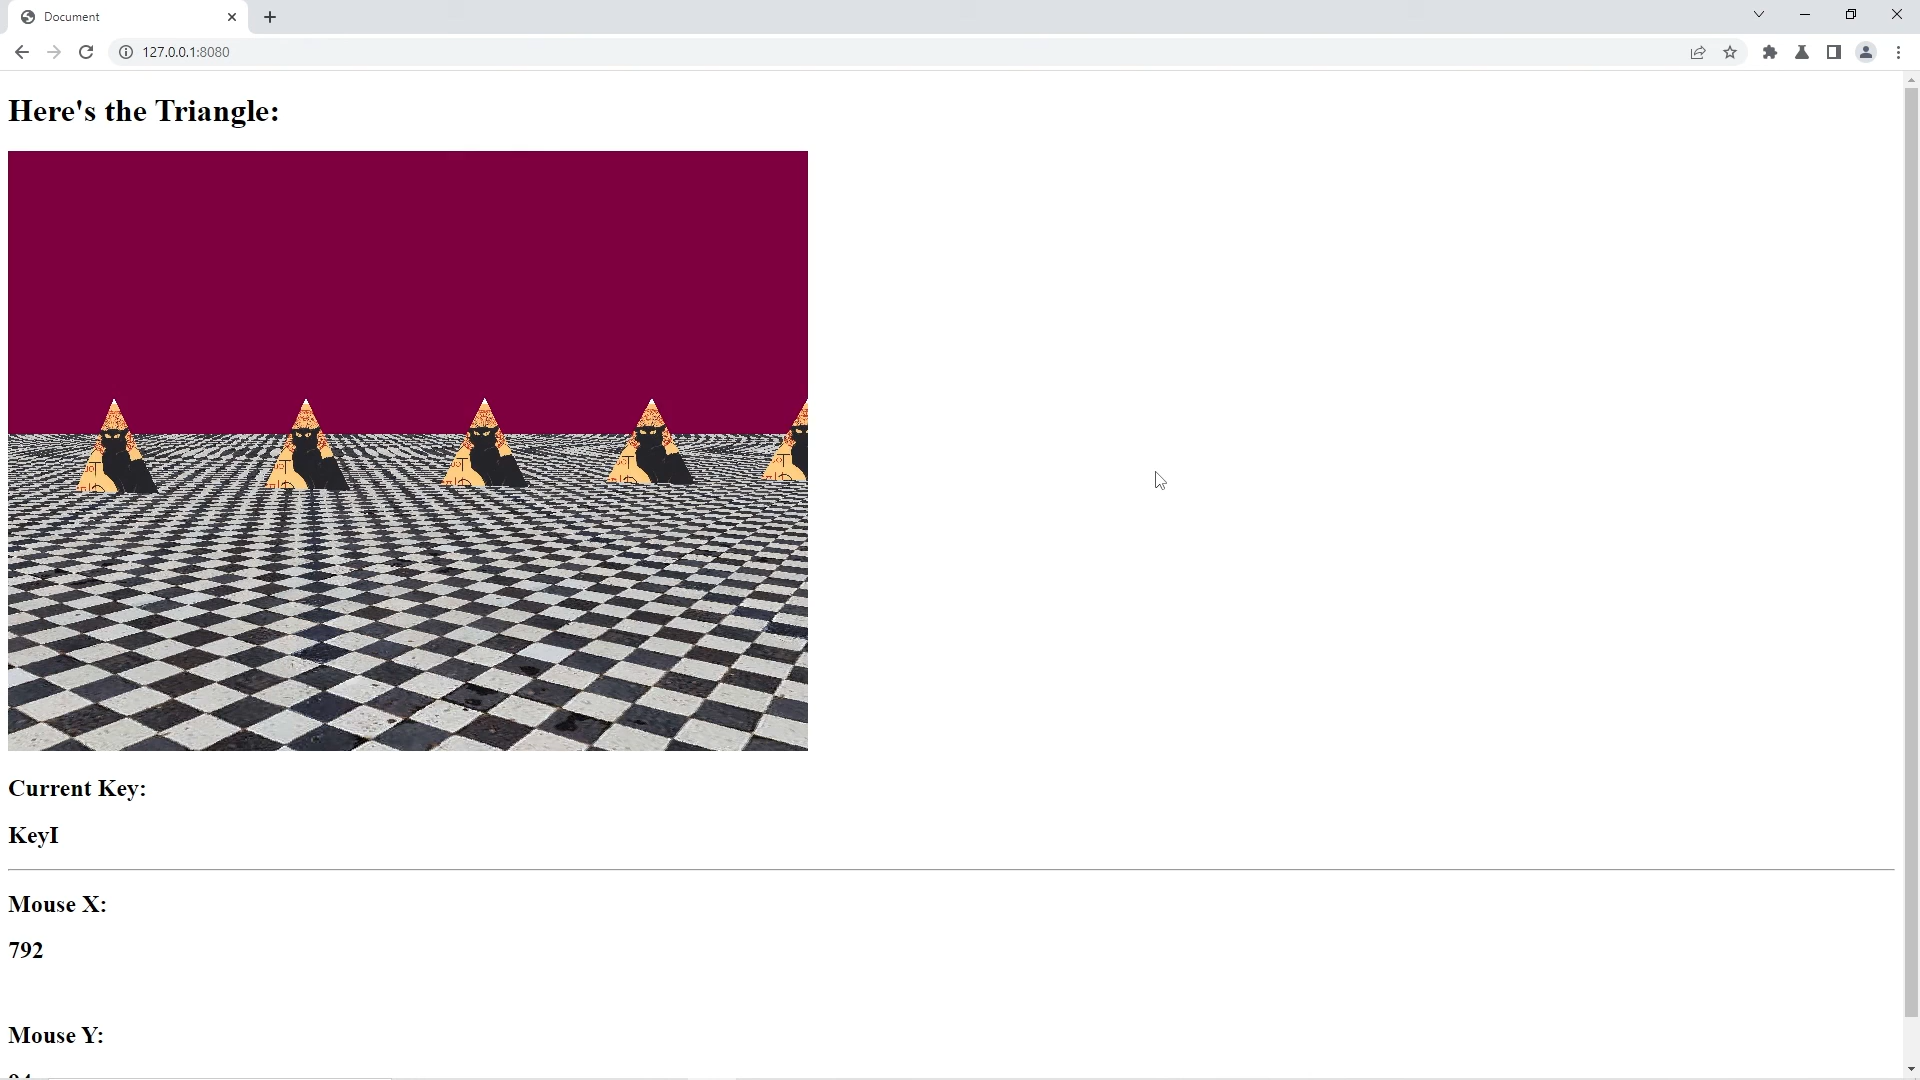 Document
127.0.0.1:8080
Here's the Triangle:
Current Key:
KeyI
Mouse X:
792
Mouse Y: